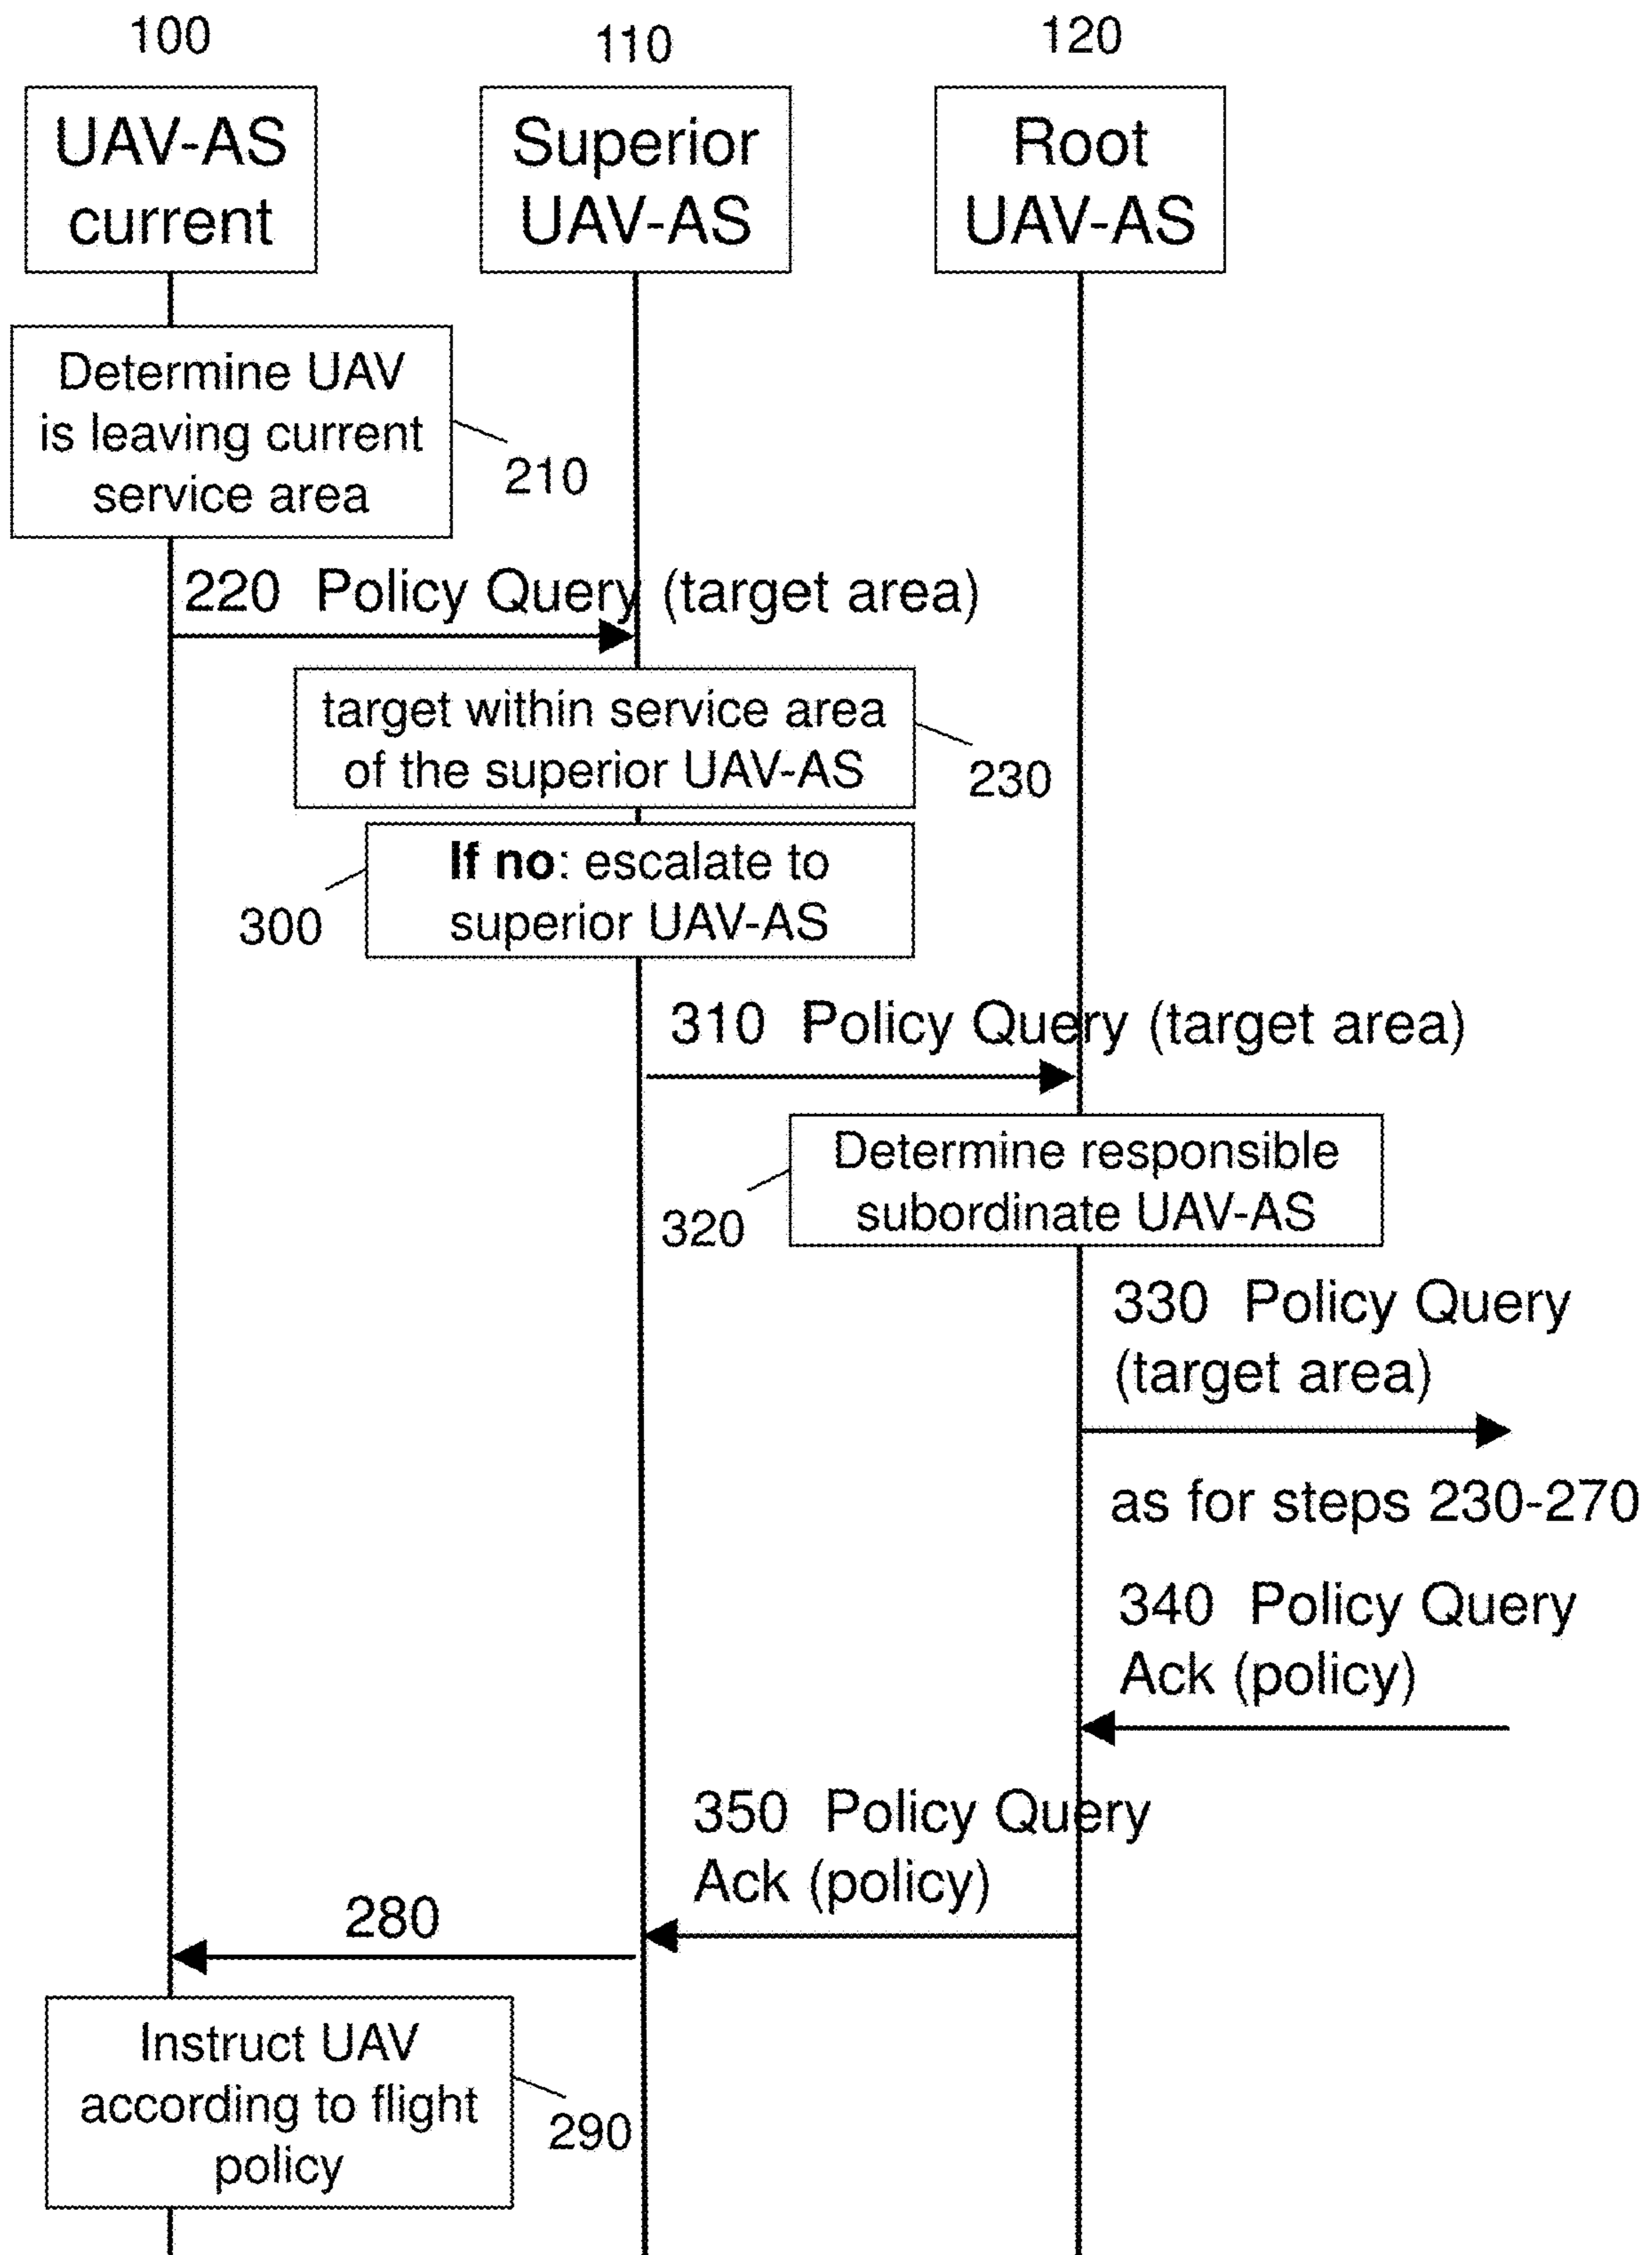 100
110
120
UAV-AS
current
Superior
UAV-AS
Root
UAV-AS
Determine UAV
is leaving current
service area
210
220 Policy Query (target area)
target within service area
of the superior UAV-AS
230
If no: escalate to
superior UAV-AS
300
310 Policy Query (target area)
Determine responsible
subordinate UAV-AS
320
330 Policy Query
(target area)
as for steps 230-270
340 Policy Query
Ack (policy)
350 Policy Query
Ack (policy)
280
Instruct UAV
according to flight
policy
290